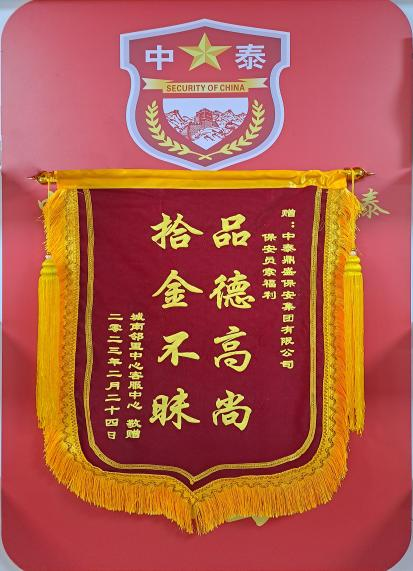 中泰
SECURITY OF CHINA
赠：中泰鼎盛保安集团有限公司
保安员索福利
品德高尚
拾金不昧
城南邻里中心客服中心 敬赠
二零二三年二月二十四日
泰